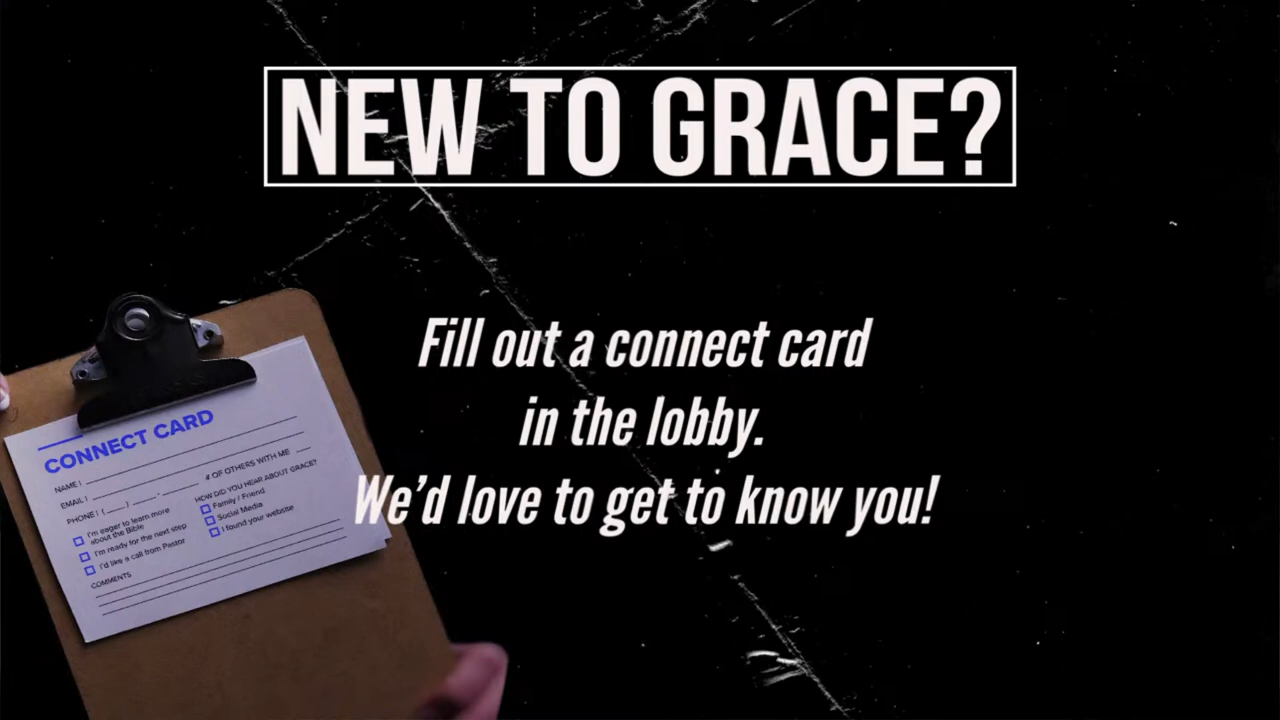 NEW TO GRACE?
Fill out a connect card
in the lobby.
We'd love to get to know you!
CONNECT CARD
NAME |
EMAIL | # OF OTHERS WITH ME
PHONE | ( ) -
HOW DID YOU HEAR ABOUT GRACE?
I'm eager to learn more
about the Bible
I'm ready for the next step
I'd like a call from Pastor
Family / Friend
Social Media
I found your website
COMMENTS